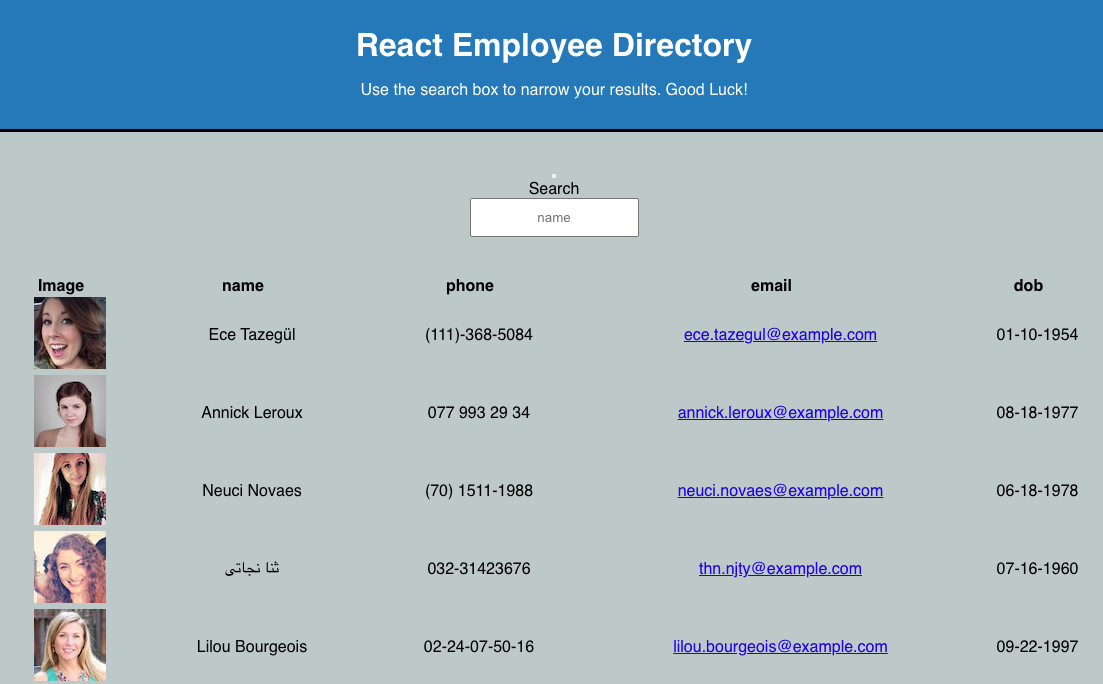 React Employee Directory
Use the search box to narrow your results. Good Luck!
Search
name
Image name phone email dob
Ece Tazegül (111)-368-5084 ece.tazegul@example.com 01-10-1954
Annick Leroux 077 993 29 34 annick.leroux@example.com 08-18-1977
Neuci Novaes (70) 1511-1988 neuci.novaes@example.com 06-18-1978
ثنا نجاتی 032-31423676 thn.njty@example.com 07-16-1960
Lilou Bourgeois 02-24-07-50-16 lilou.bourgeois@example.com 09-22-1997